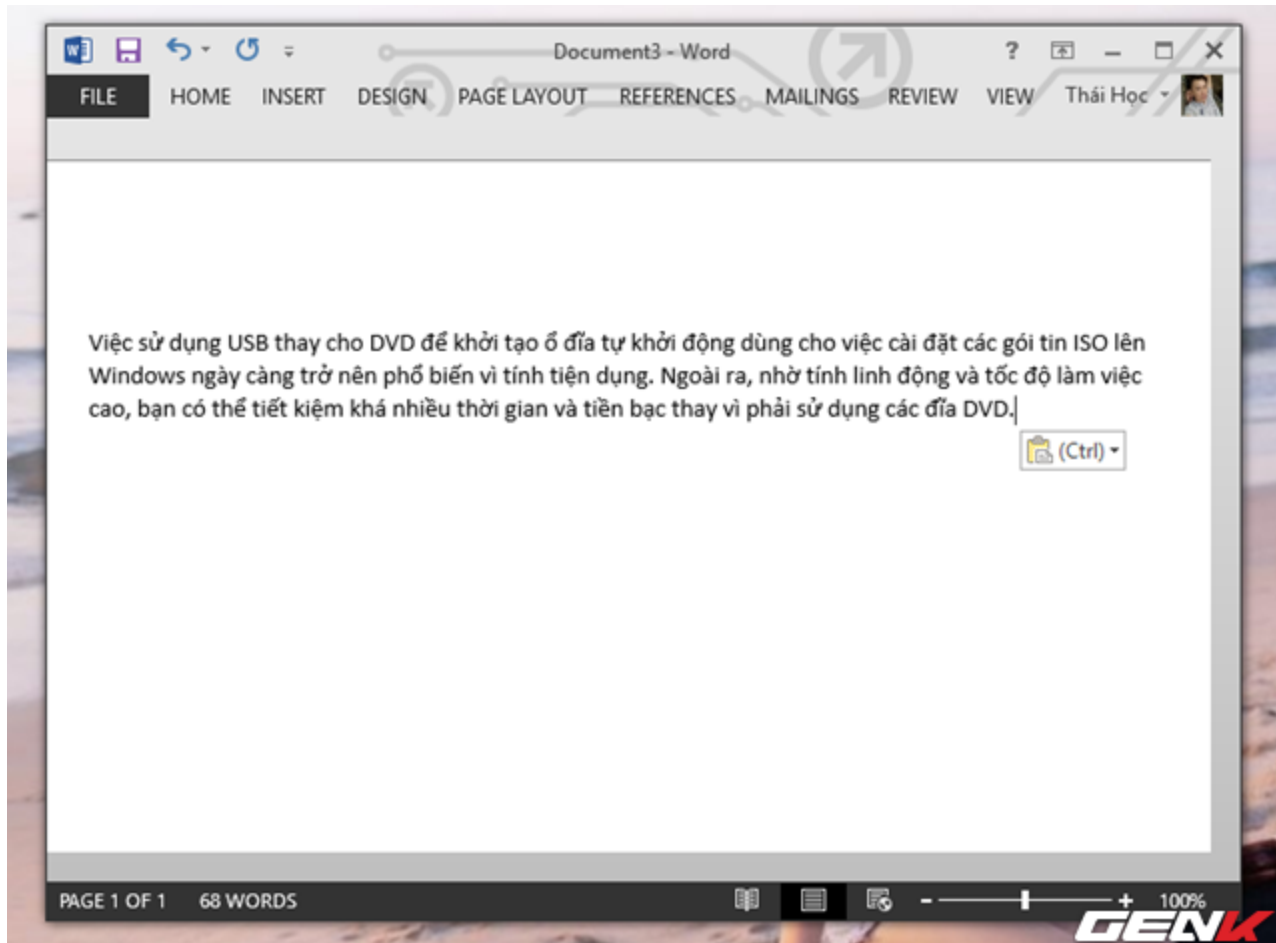 Document3 - Word ?
FILE HOME INSERT DESIGN PAGE LAYOUT REFERENCES MAILINGS REVIEW VIEW Thái Học
Việc sử dụng USB thay cho DVD để khởi tạo ổ đĩa tự khởi động dùng cho việc cài đặt các gói tin ISO lên
Windows ngày càng trở nên phổ biến vì tính tiện dụng. Ngoài ra, nhờ tính linh động và tốc độ làm việc
cao, bạn có thể tiết kiệm khá nhiều thời gian và tiền bạc thay vì phải sử dụng các đĩa DVD.
(Ctrl)
PAGE 1 OF 1 68 WORDS 100%
GENK